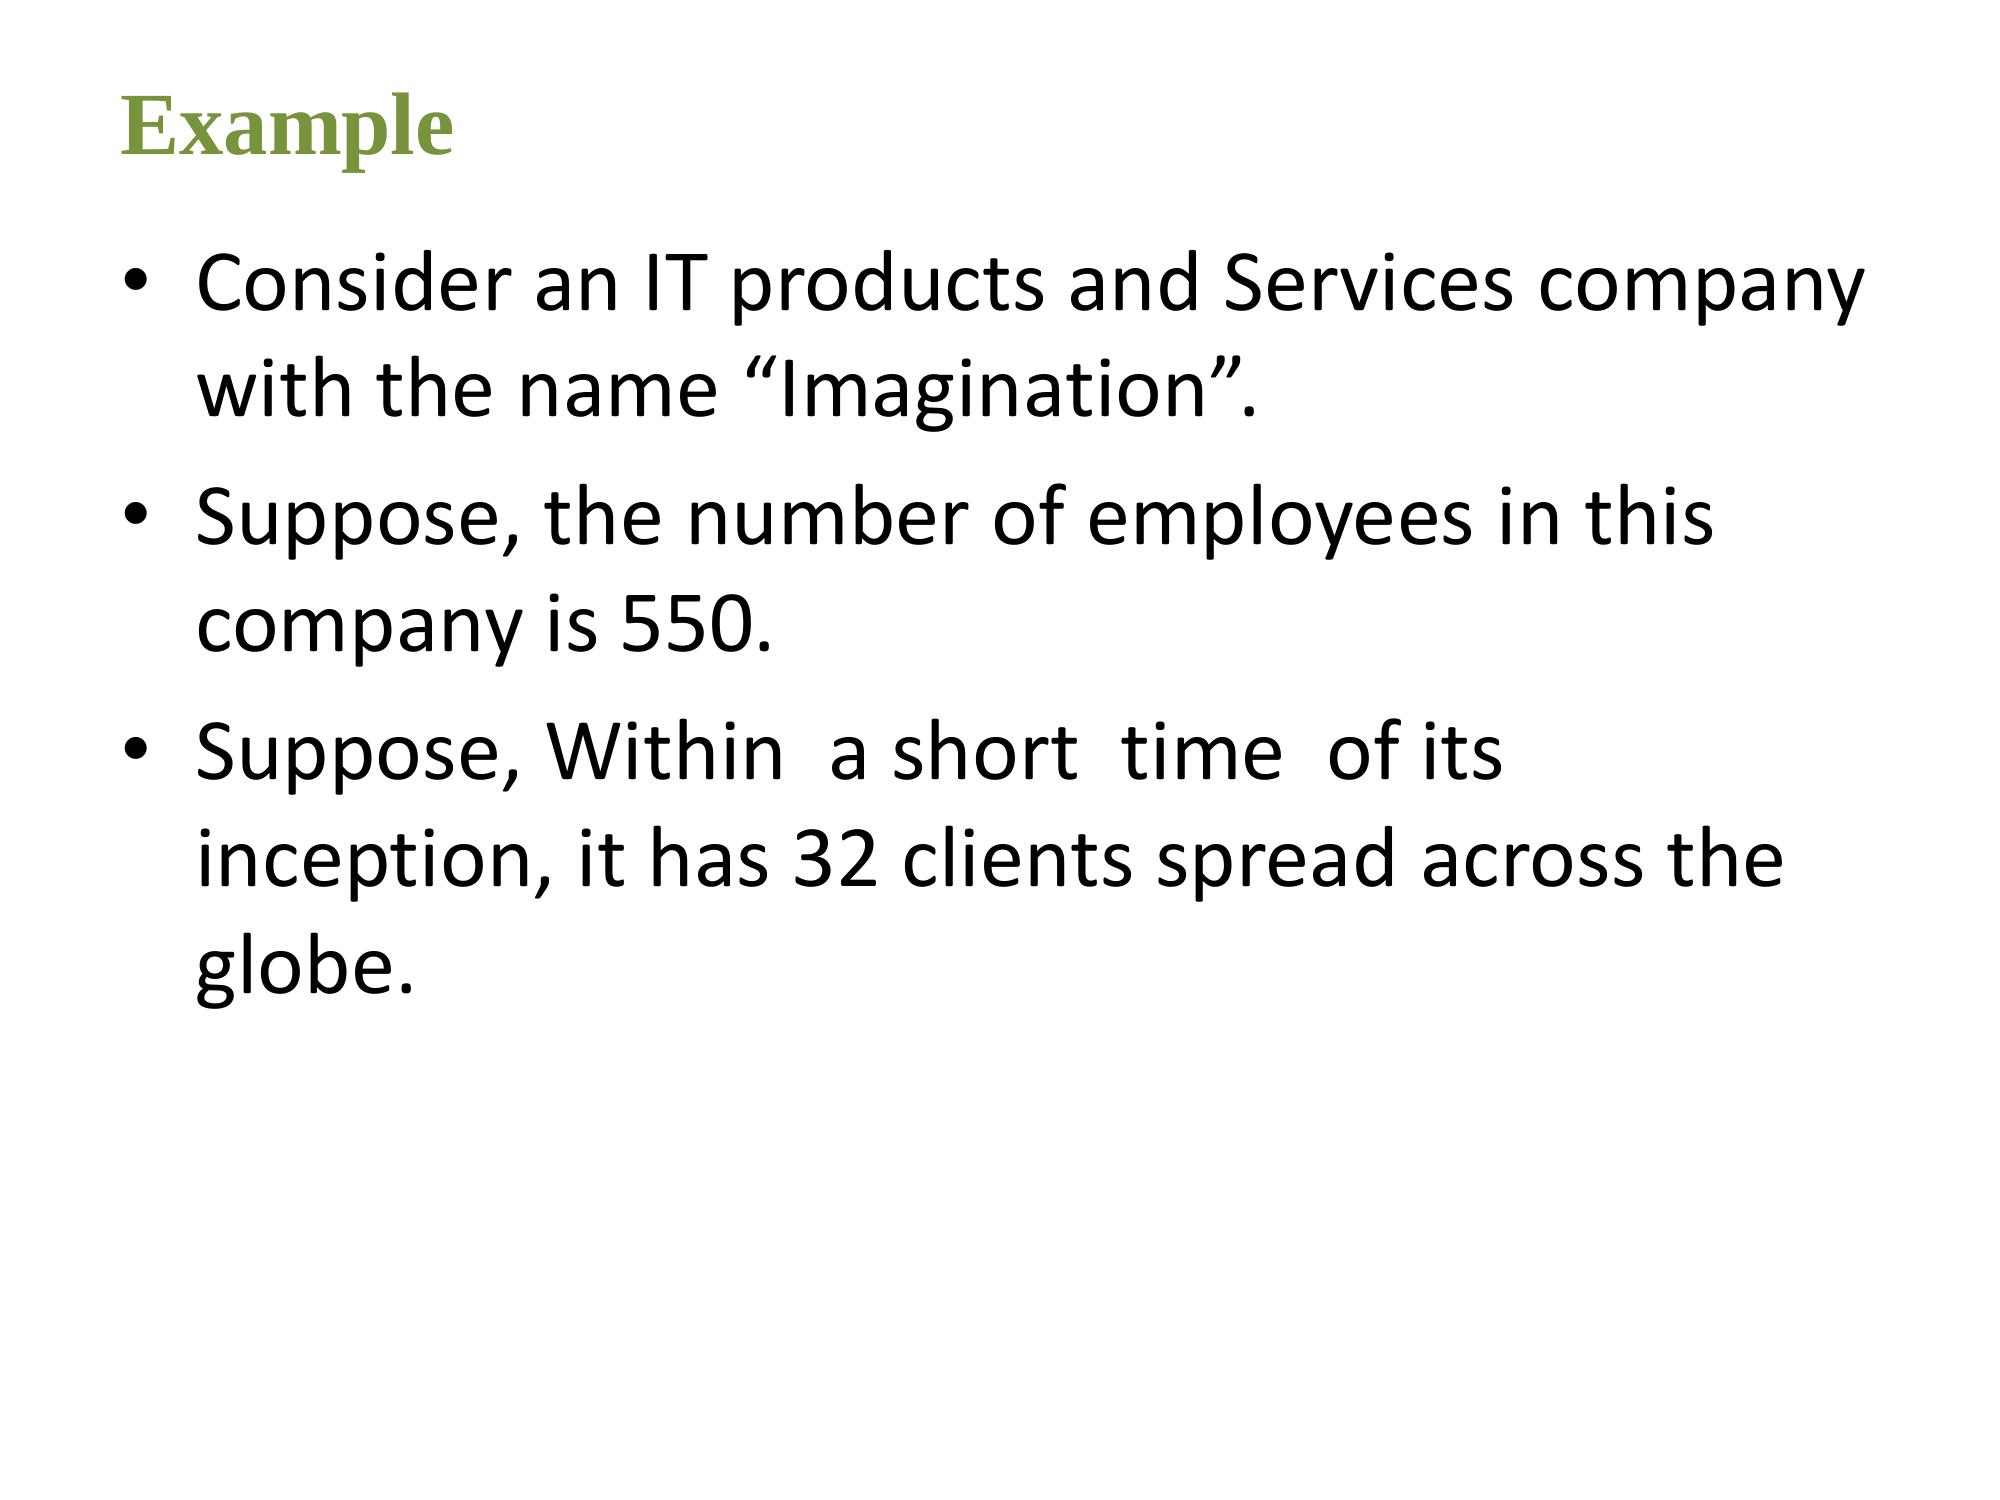 Example
• Consider an IT products and Services company
with the name “Imagination”.
• Suppose, the number of employees in this
company is 550.
• Suppose, Within  a short  time  of its
inception, it has 32 clients spread across the
globe.